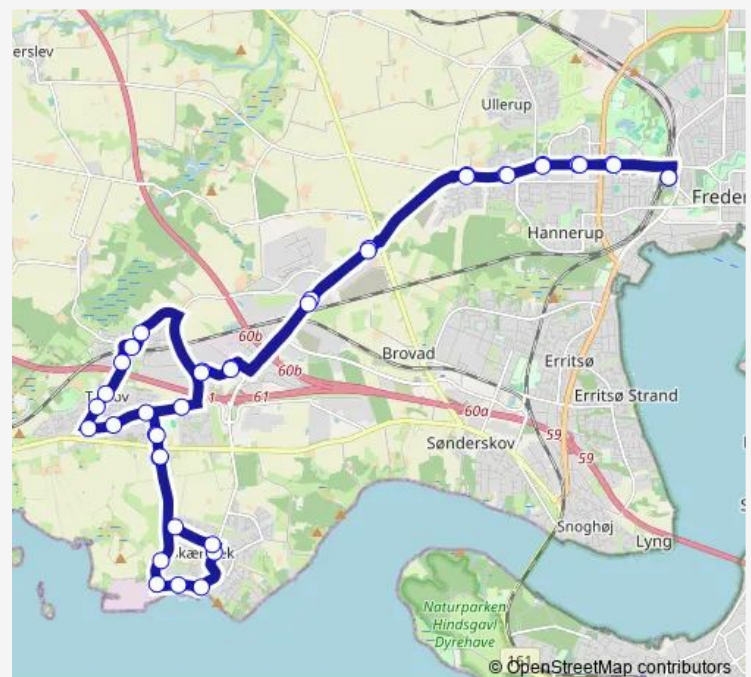 erslev
Ullerup
Freder
Hannerup
60b
Erritsø
Brovad
60b
Erritsø Strand
61
60a
59
Sønderskov
59
Snoghøj
Lyng
Naturparken
Hindsgavl
Dyrehave
161
© OpenStreetMap contributors